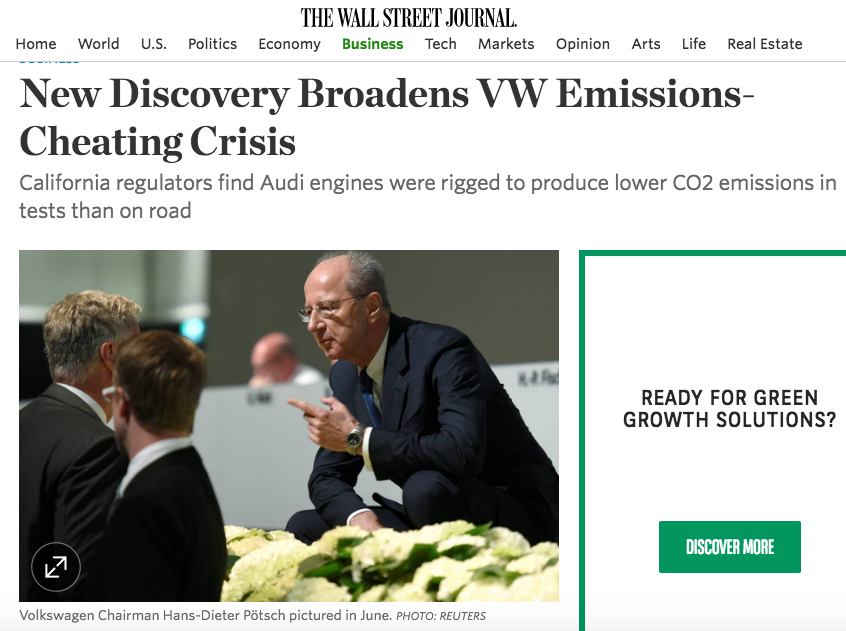 THE WALL STREET JOURNAL.
Home World U.S. Politics Economy Business Tech Markets Opinion Arts Life Real Estate
New Discovery Broadens VW Emissions-
Cheating Crisis
California regulators find Audi engines were rigged to produce lower CO2 emissions in
tests than on road
READY FOR GREEN
GROWTH SOLUTIONS?
DISCOVER MORE
Volkswagen Chairman Hans-Dieter Pötsch pictured in June. PHOTO: REUTERS